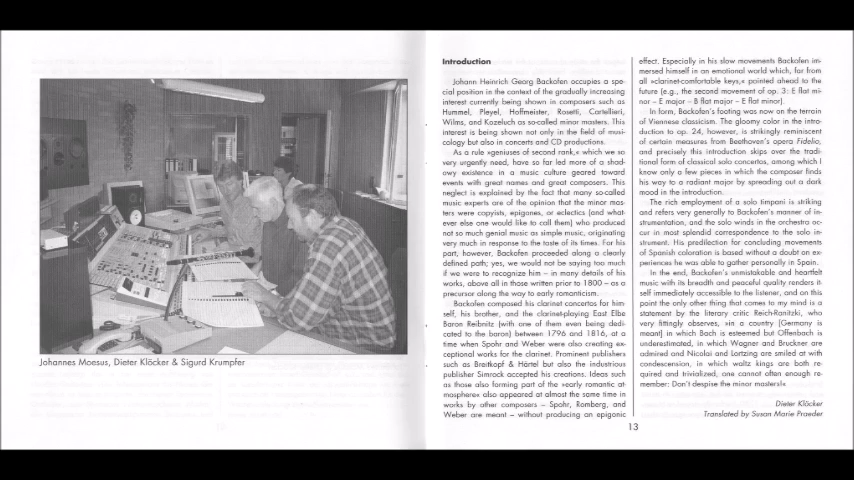 Johannes Moesus, Dieter Klöcker & Sigurd Krumpfer
Introduction
Johann Heinrich Georg Backofen occupies a spe-
cial position in the context of the gradually increasing
interest currently being shown in composers such as
Hummel, Pleyel, Hoffmeister, Rosetti, Cartellieri,
Wilms, and Kozeluch as so-called minor masters. This
interest is being shown not only in the field of musi-
cology but also in concerts and CD productions.
As a rule »geniuses of second rank,« which we so
very urgently need, have so far led more of a shad-
owy existence in a music culture geared toward
events with great names and great composers. This
neglect is explained by the fact that many so-called
music experts are of the opinion that the minor mas-
ters were copyists, epigones, or eclectics (and what-
ever else one would like to call them) who produced
not so much genial music as simple music, originating
very much in response to the taste of its times. For his
part, however, Backofen proceeded along a clearly
defined path; yes, we would not be saying too much
if we were to recognize him – in many details of his
works, above all in those written prior to 1800 – as a
precursor along the way to early romanticism.
Backofen composed his clarinet concertos for him-
self, his brother, and the clarinet-playing East Elbe
Baron Reibnitz (with one of them even being dedi-
cated to the baron) between 1796 and 1816, at a
time when Spohr and Weber were also creating ex-
ceptional works for the clarinet. Prominent publishers
such as Breitkopf & Härtel but also the industrious
publisher Simrock accepted his creations. Ideas such
as those also forming part of the »early romantic at-
mosphere« also appeared at almost the same time in
works by other composers – Spohr, Romberg, and
Weber are meant – without producing an epigonic
effect. Especially in his slow movements Backofen im-
mersed himself in an emotional world which, far from
all »clarinet-comfortable keys,« pointed ahead to the
future (e.g., the second movement of op. 3: E flat mi-
nor – E major – B flat major – E flat minor).
In form, Backofen's footing was now on the terrain
of Viennese classicism. The gloomy color in the intro-
duction to op. 24, however, is strikingly reminiscent
of certain measures from Beethoven's opera Fidelio,
and precisely this introduction skips over the tradi-
tional form of classical solo concertos, among which I
know only a few pieces in which the composer finds
his way to a radiant major by spreading out a dark
mood in the introduction.
The rich employment of a solo timpani is striking
and refers very generally to Backofen's manner of in-
strumentation, and the solo winds in the orchestra oc-
cur in most splendid correspondence to the solo in-
strument. His predilection for concluding movements
of Spanish coloration is based without a doubt on ex-
periences he was able to gather personally in Spain.
In the end, Backofen's unmistakable and heartfelt
music with its breadth and peaceful quality renders it-
self immediately accessible to the listener, and on this
point the only other thing that comes to my mind is a
statement by the literary critic Reich-Ranitzki, who
very fittingly observes, »in a country [Germany is
meant] in which Bach is esteemed but Offenbach is
underestimated, in which Wagner and Bruckner are
admired and Nicolai and Lortzing are smiled at with
condescension, in which waltz kings are both re-
quired and trivialized, one cannot often enough re-
member: Don't despise the minor masters!«
Dieter Klöcker
Translated by Susan Marie Praeder
13